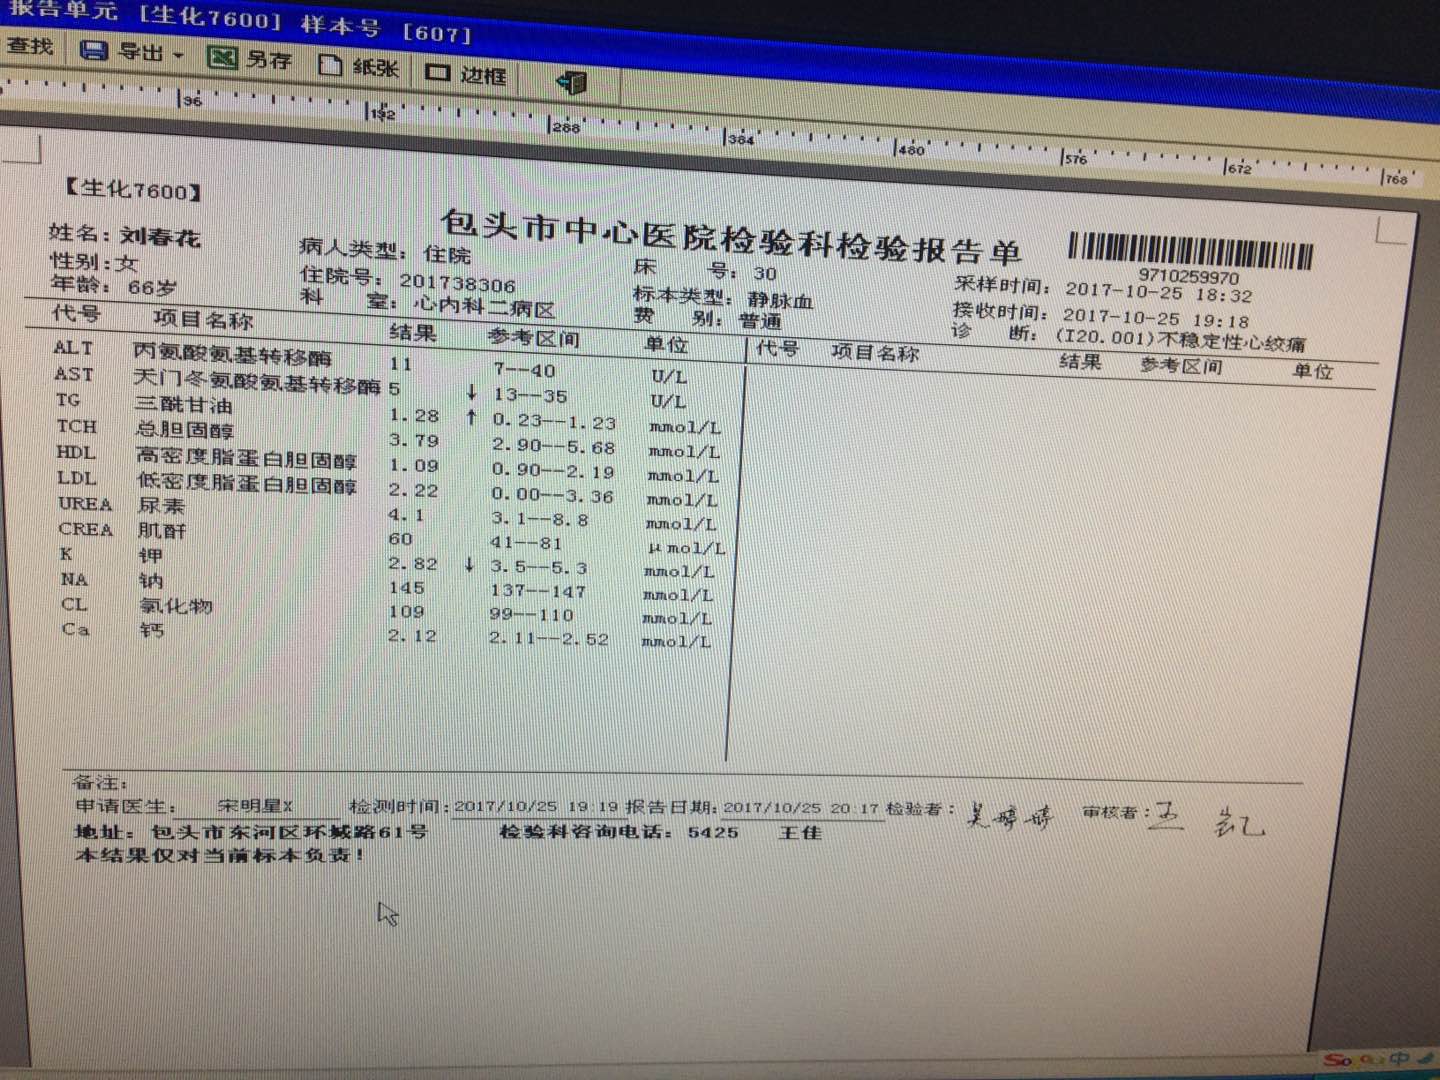 报告单元 [生化7600] 样本号 [607]
查找 导出 另存 纸张 边框
96 192 288 384 480 576 672 768
【生化7600】
包头市中心医院检验科检验报告单
9710259970
姓名：刘春花 病人类型：住院 床 号：30 采样时间：2017-10-25 18:32
性别:女 住院号：201738306 标本类型：静脉血 接收时间：2017-10-25 19:18
年龄：66岁 科 室：心内科二病区 费 别：普通 诊 断：(I20.001)不稳定性心绞痛
代号 项目名称 结果 参考区间 单位 代号 项目名称 结果 参考区间 单位
ALT 丙氨酸氨基转移酶 11 7--40 U/L
AST 天门冬氨酸氨基转移酶 5 ↓ 13--35 U/L
TG 三酰甘油 1.28 ↑ 0.23--1.23 mmol/L
TCH 总胆固醇 3.79 2.90--5.68 mmol/L
HDL 高密度脂蛋白胆固醇 1.09 0.90--2.19 mmol/L
LDL 低密度脂蛋白胆固醇 2.22 0.00--3.36 mmol/L
UREA 尿素 4.1 3.1--8.8 mmol/L
CREA 肌酐 60 41--81 μmol/L
K 钾 2.82 ↓ 3.5--5.3 mmol/L
NA 钠 145 137--147 mmol/L
CL 氯化物 109 99--110 mmol/L
Ca 钙 2.12 2.11--2.52 mmol/L
备注：
申请医生： 宋明星X 检测时间:2017/10/25 19:19 报告日期:2017/10/25 20:17 检验者： 吴婷婷 审核者：王凯
地址：包头市东河区环城路61号 检验科咨询电话：5425 王佳
本结果仅对当前标本负责！
中